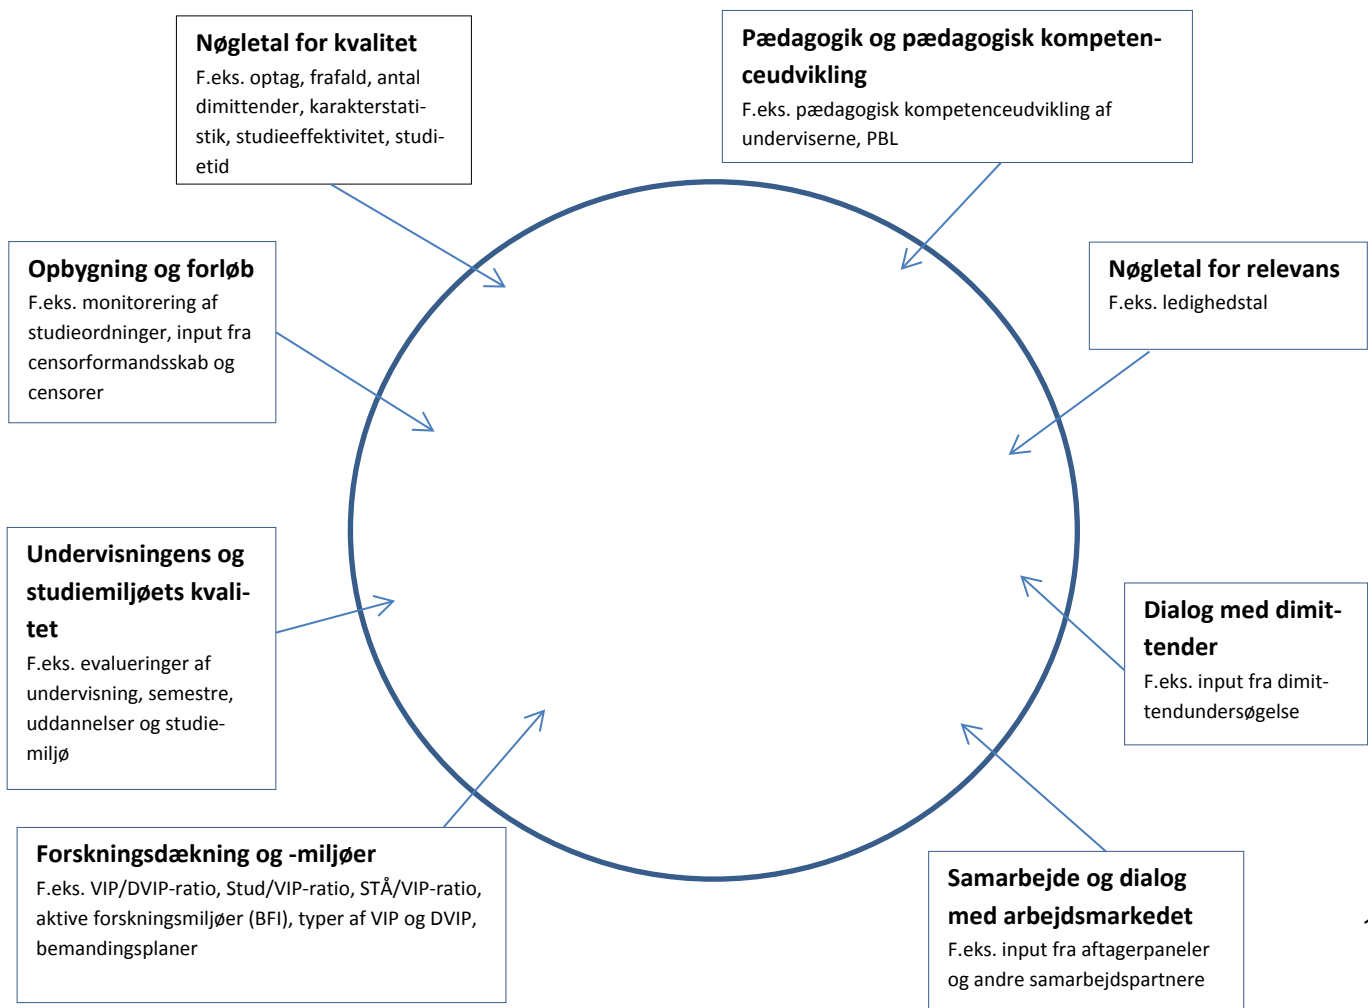 Nøgletal for kvalitet
F.eks. optag, frafald, antal
dimittender, karakterstati-
stik, studieeffektivitet, studi-
etid
Pædagogik og pædagogisk kompeten-
ceudvikling
F.eks. pædagogisk kompetenceudvikling af
underviserne, PBL
Opbygning og forløb
F.eks. monitorering af
studieordninger, input fra
censorformandsskab og
censorer
Nøgletal for relevans
F.eks. ledighedstal
Undervisningens og
studiemiljøets kvali-
tet
F.eks. evalueringer af
undervisning, semestre,
uddannelser og studie-
miljø
Dialog med dimit-
tender
F.eks. input fra dimit-
tendundersøgelse
Forskningsdækning og -miljøer
F.eks. VIP/DVIP-ratio, Stud/VIP-ratio, STÅ/VIP-ratio,
aktive forskningsmiljøer (BFI), typer af VIP og DVIP,
bemandingsplaner
Samarbejde og dialog
med arbejdsmarkedet
F.eks. input fra aftagerpaneler
og andre samarbejdspartnere